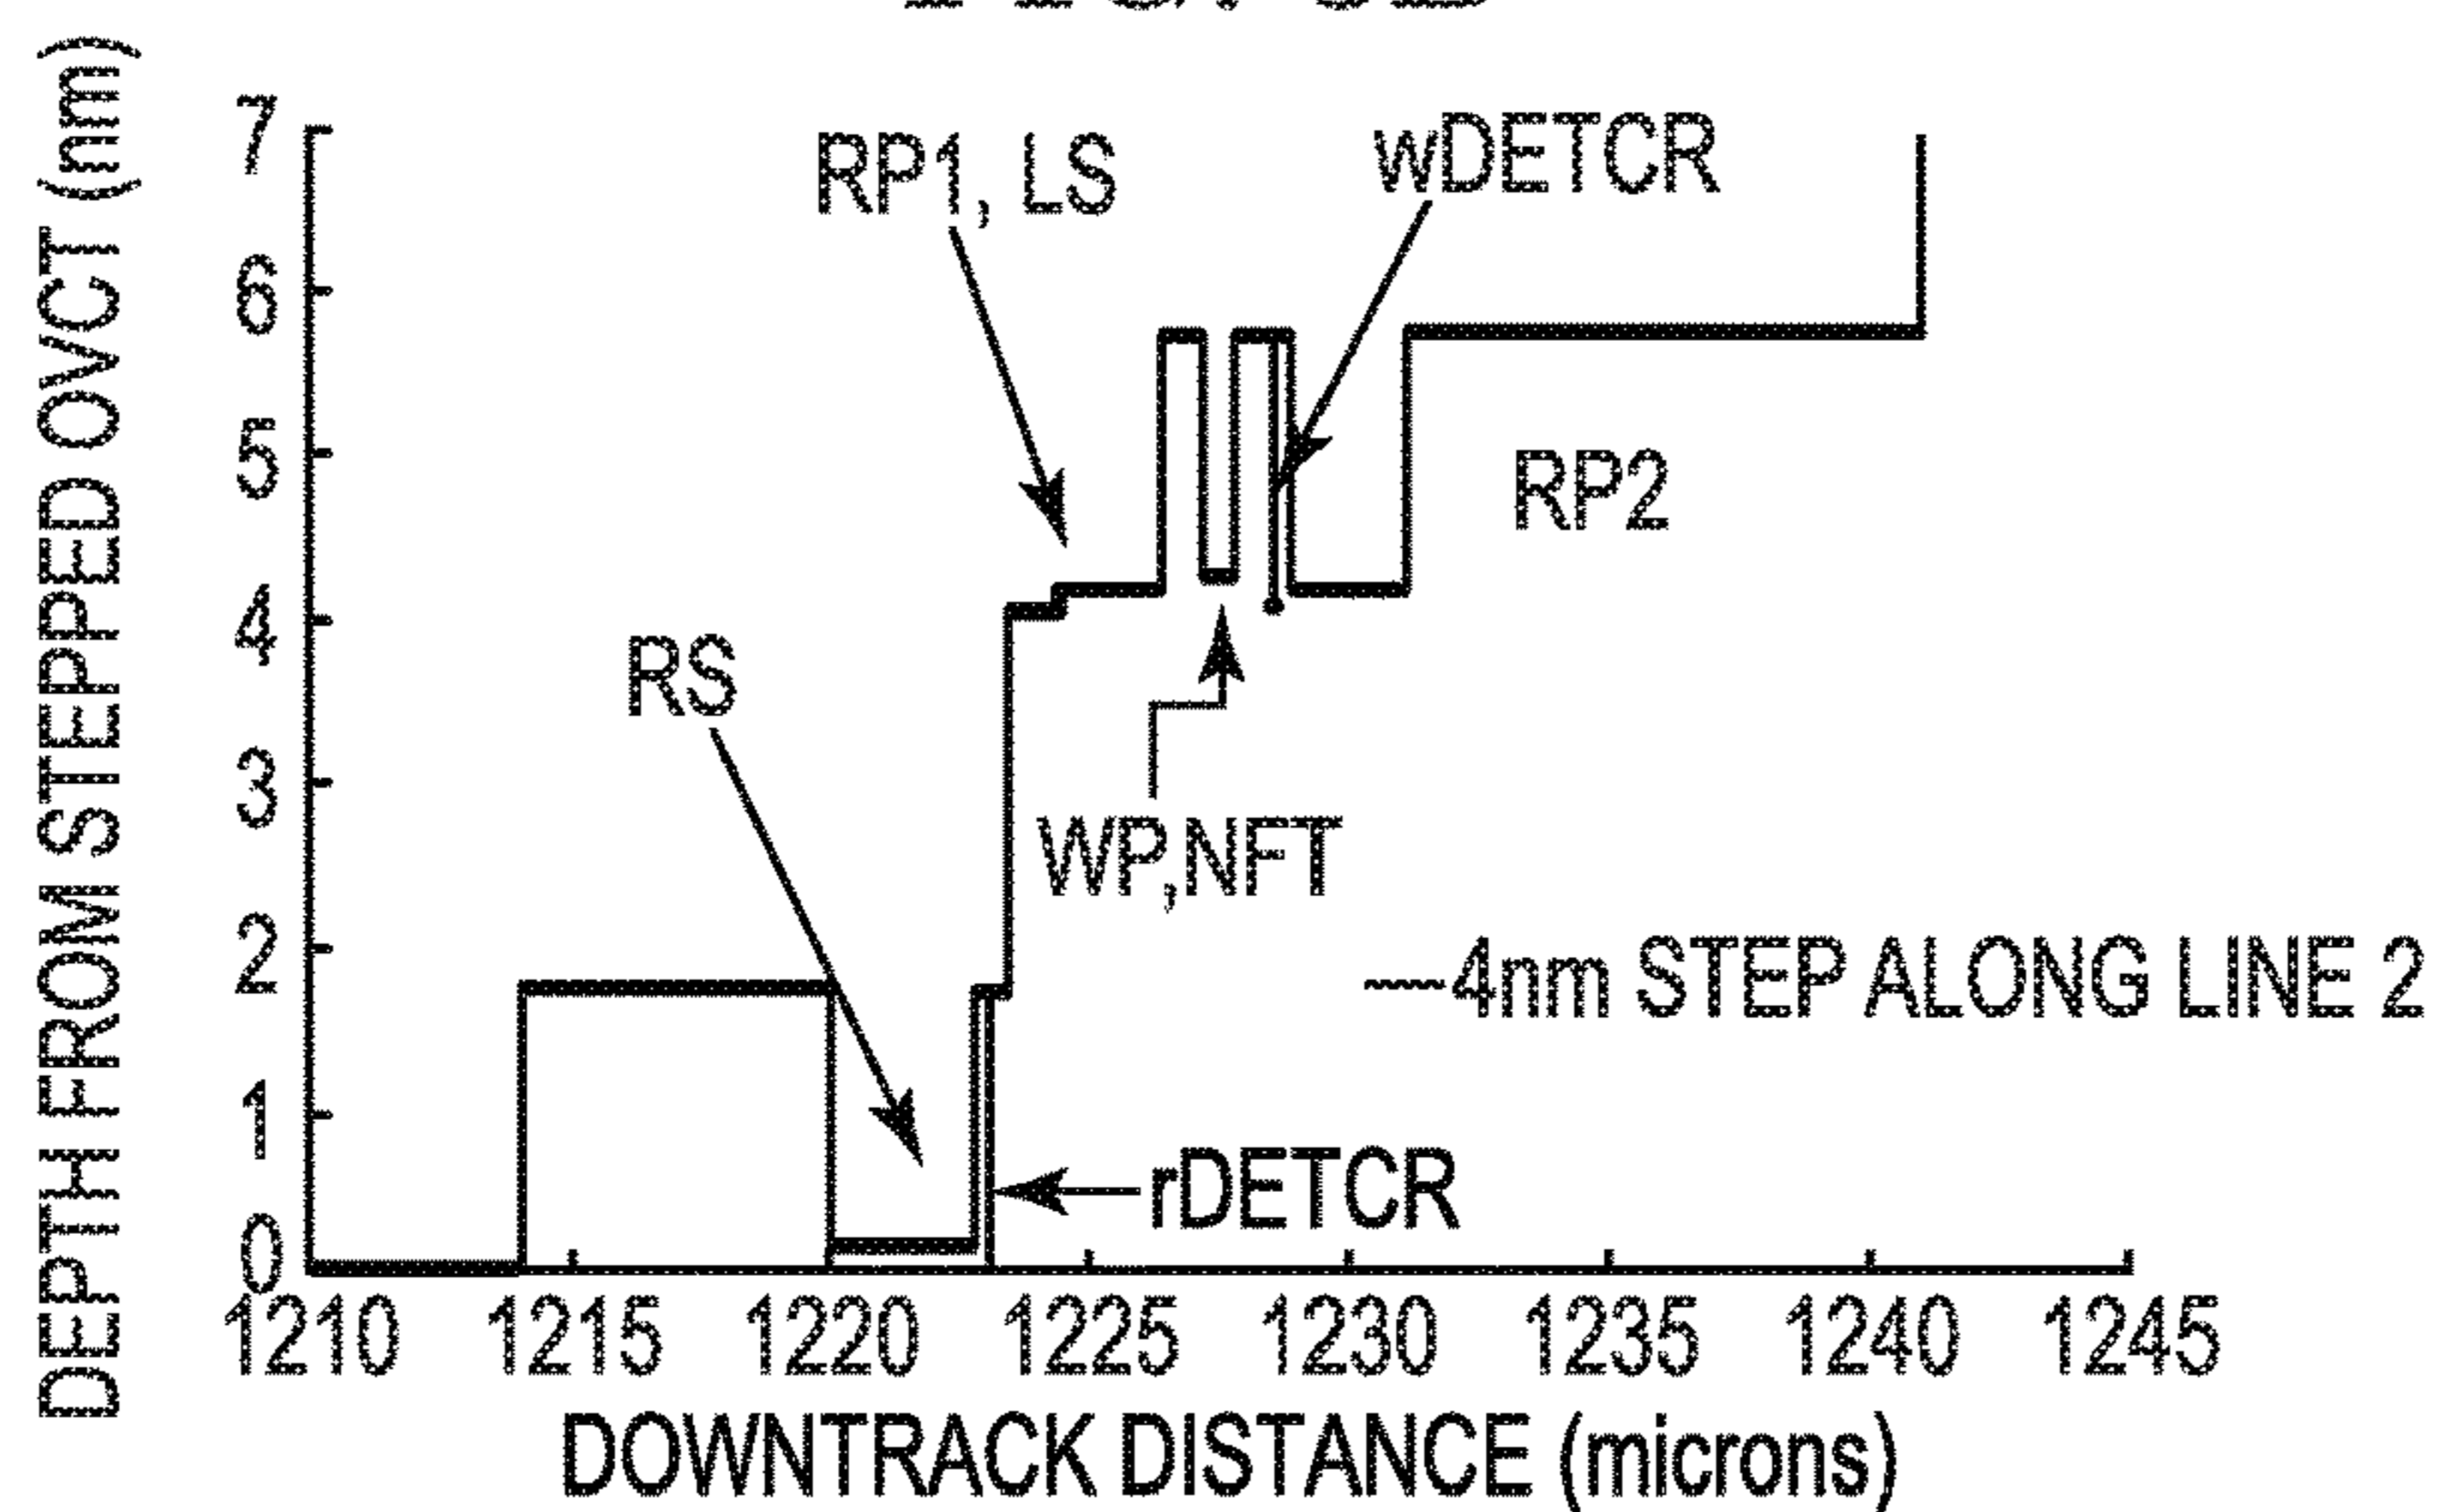 DEPTH FROM STEPPED OVCT (nm)
7
6
5
4
3
2
1
0
RP1, LS
wDETCR
RP2
RS
WP,NFT
4nm STEP ALONG LINE 2
rDETCR
1210 1215 1220 1225 1230 1235 1240 1245
DOWNTRACK DISTANCE (microns)